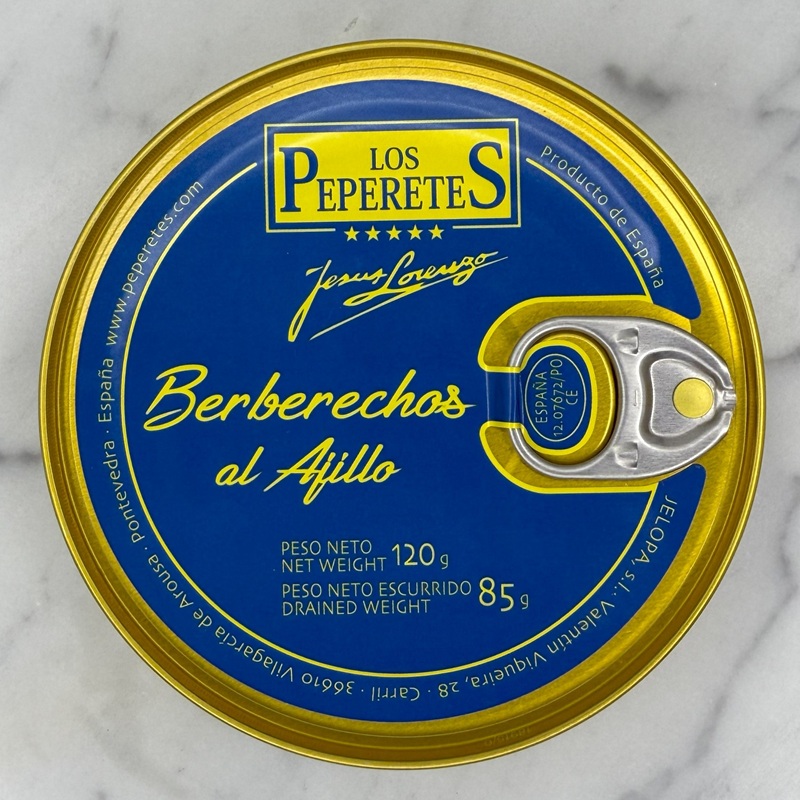 LOS
PEPERETES
Jesus Lorenzo
Berberechos
al Ajillo
PESO NETO
NET WEIGHT 120 g
PESO NETO ESCURRIDO
DRAINED WEIGHT 85 g
ESPAÑA
12.07672/PO
CE
Producto de España
JELOPA, s.l. Valentín Viqueira, 28 · Carril · 36610 Vilagarcía de Arousa · Pontevedra · España www.peperetes.com